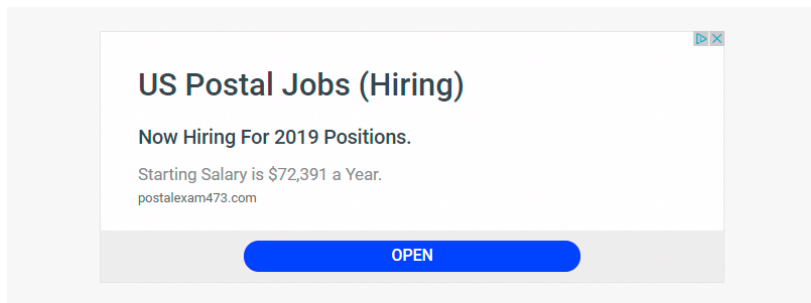 US Postal Jobs (Hiring)
Now Hiring For 2019 Positions.
Starting Salary is $72,391 a Year.
postalexam473.com
OPEN